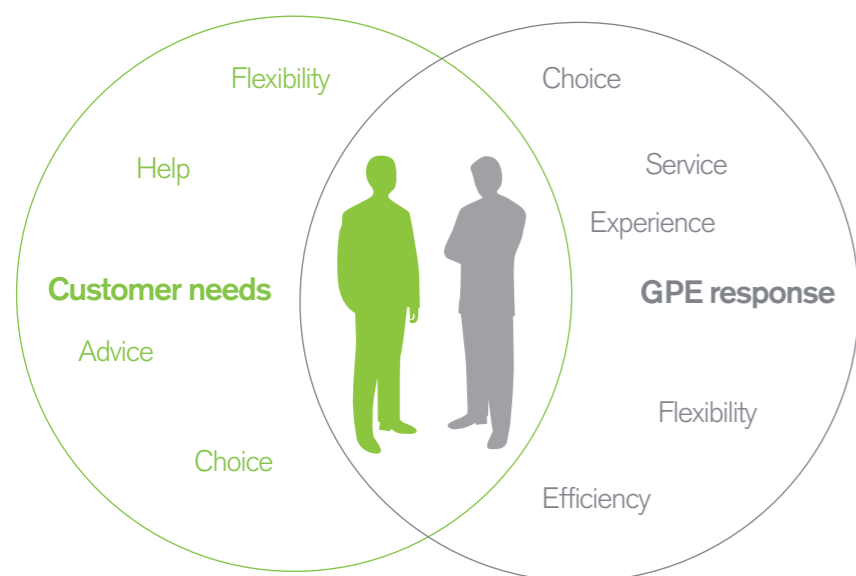 Flexibility
Help
Customer needs
Advice
Choice
Choice
Service
Experience
GPE response
Flexibility
Efficiency